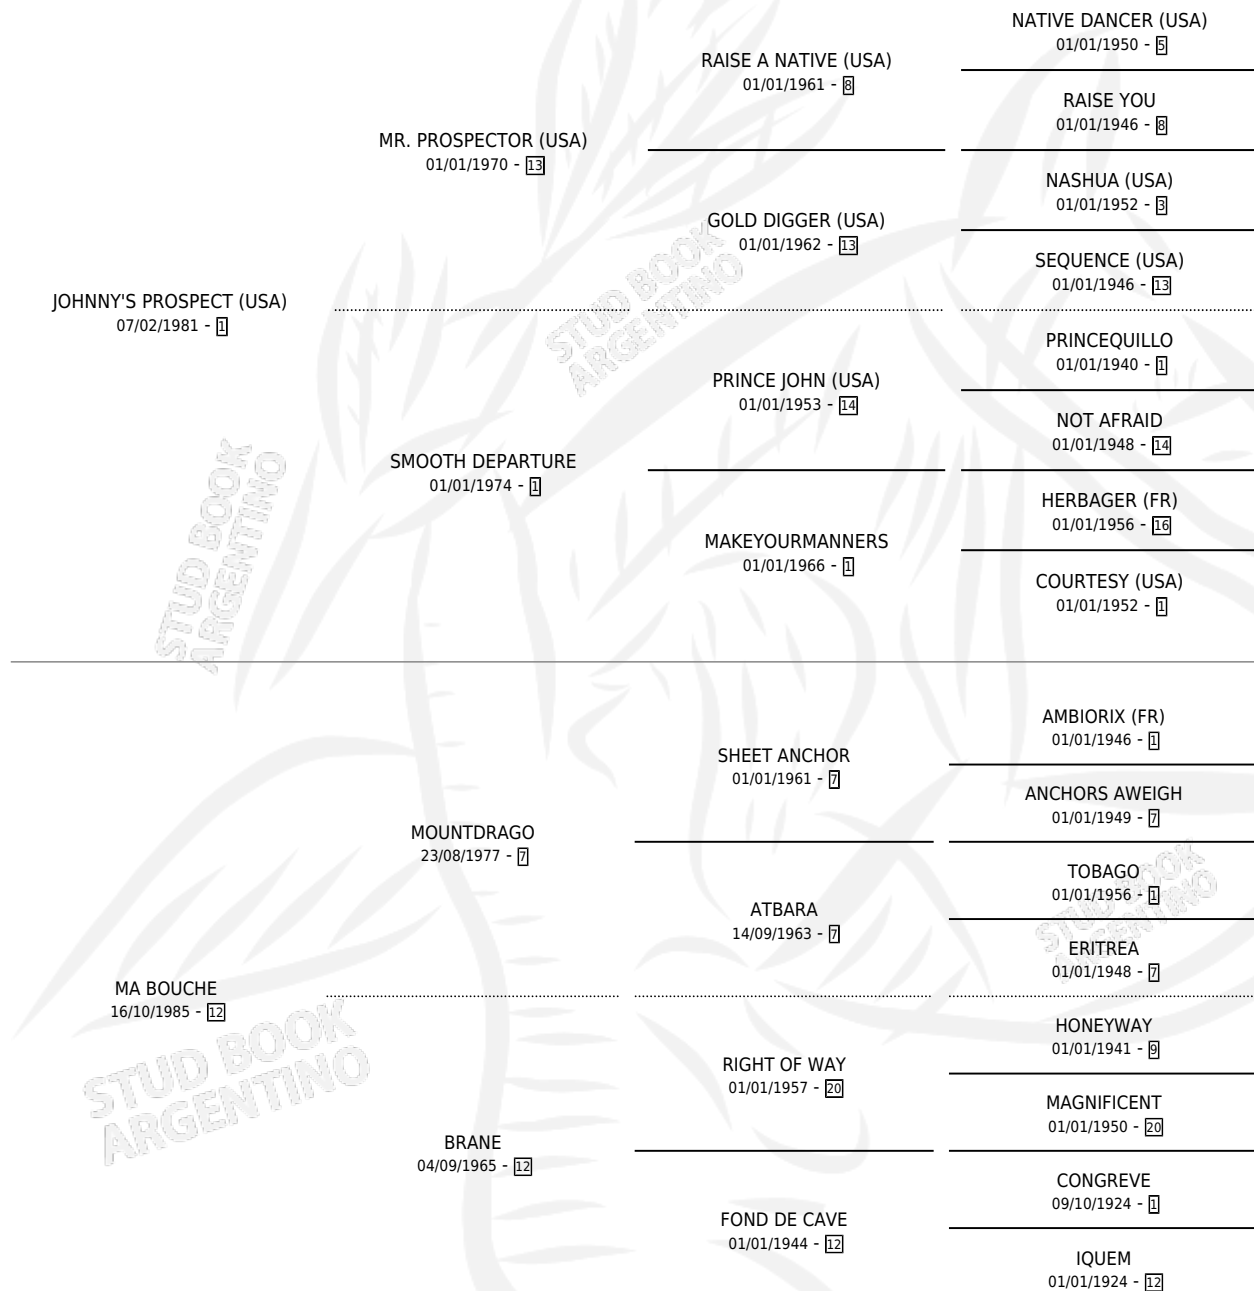 NATIVE DANCER (USA)
01/01/1950 - 5
RAISE A NATIVE (USA)
01/01/1961 - 8
RAISE YOU
01/01/1946 - 8
MR. PROSPECTOR (USA)
01/01/1970 - 13
NASHUA (USA)
01/01/1952 - 3
GOLD DIGGER (USA)
01/01/1962 - 13
SEQUENCE (USA)
01/01/1946 - 13
JOHNNY'S PROSPECT (USA)
07/02/1981 - 1
PRINCEQUILLO
01/01/1940 - 1
PRINCE JOHN (USA)
01/01/1953 - 14
NOT AFRAID
01/01/1948 - 14
SMOOTH DEPARTURE
01/01/1974 - 1
HERBAGER (FR)
01/01/1956 - 16
MAKEYOURMANNERS
01/01/1966 - 1
COURTESY (USA)
01/01/1952 - 1
AMBIORIX (FR)
01/01/1946 - 1
SHEET ANCHOR
01/01/1961 - 7
ANCHORS AWEIGH
01/01/1949 - 7
MOUNTDRAGO
23/08/1977 - 7
TOBAGO
01/01/1956 - 1
ATBARA
14/09/1963 - 7
ERITREA
01/01/1948 - 7
MA BOUCHE
16/10/1985 - 12
HONEYWAY
01/01/1941 - 9
RIGHT OF WAY
01/01/1957 - 20
MAGNIFICENT
01/01/1950 - 20
BRANE
04/09/1965 - 12
CONGREVE
09/10/1924 - 1
FOND DE CAVE
01/01/1944 - 12
IQUEM
01/01/1924 - 12
STUD BOOK
ARGENTINO
STUD BOOK
ARGENTINO
STUD BOOK
ARGENTINO
STUD BOOK
ARGENTINO